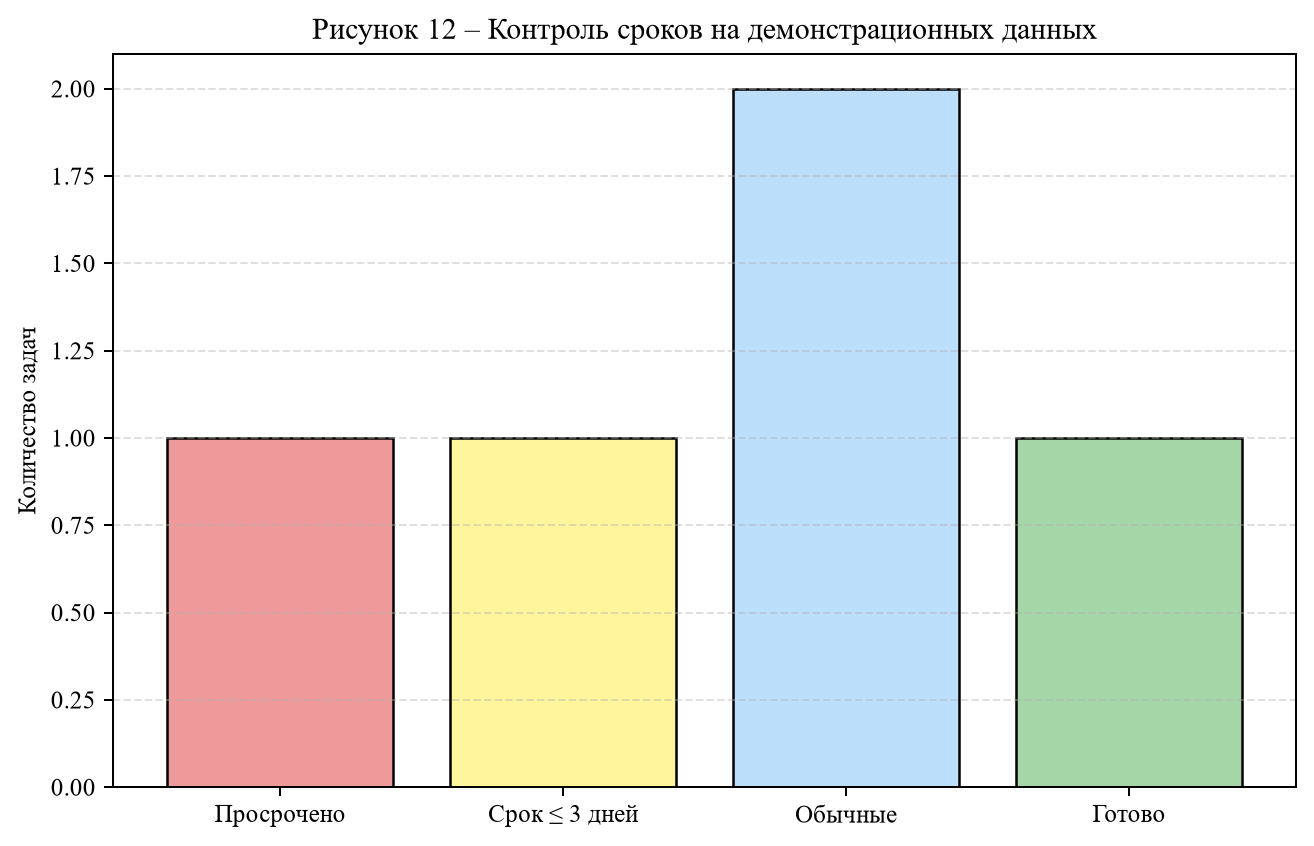 Рисунок 12 – Контроль сроков на демонстрационных данных
Количество задач
2.00
1.75
1.50
1.25
1.00
0.75
0.50
0.25
0.00
Просрочено
Срок ≤ 3 дней
Обычные
Готово